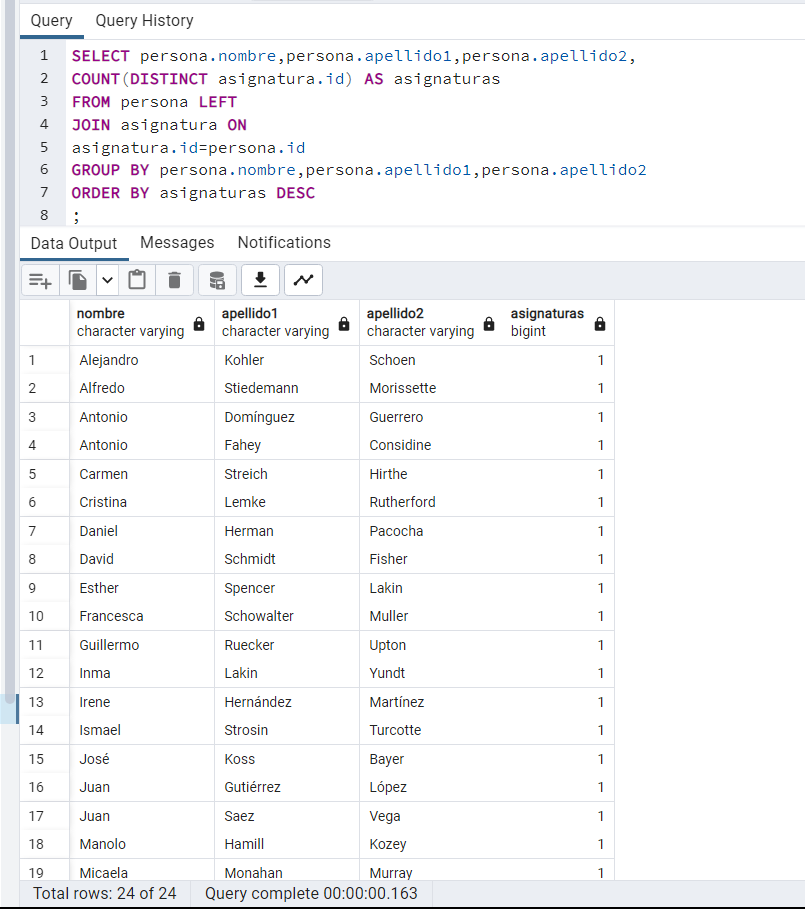 Query Query History
1 SELECT persona.nombre,persona.apellido1,persona.apellido2,
2 COUNT(DISTINCT asignatura.id) AS asignaturas
3 FROM persona LEFT
4 JOIN asignatura ON
5 asignatura.id=persona.id
6 GROUP BY persona.nombre,persona.apellido1,persona.apellido2
7 ORDER BY asignaturas DESC
8 ;
Data Output Messages Notifications
nombre apellido1 apellido2 asignaturas
character varying character varying character varying bigint
1 Alejandro Kohler Schoen 1
2 Alfredo Stiedemann Morissette 1
3 Antonio Domínguez Guerrero 1
4 Antonio Fahey Considine 1
5 Carmen Streich Hirthe 1
6 Cristina Lemke Rutherford 1
7 Daniel Herman Pacocha 1
8 David Schmidt Fisher 1
9 Esther Spencer Lakin 1
10 Francesca Schowalter Muller 1
11 Guillermo Ruecker Upton 1
12 Inma Lakin Yundt 1
13 Irene Hernández Martínez 1
14 Ismael Strosin Turcotte 1
15 José Koss Bayer 1
16 Juan Gutiérrez López 1
17 Juan Saez Vega 1
18 Manolo Hamill Kozey 1
19 Micaela Monahan Murray 1
Total rows: 24 of 24 Query complete 00:00:00.163